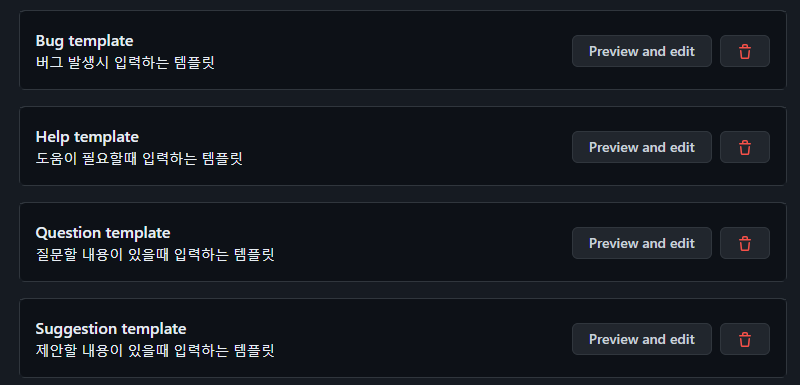 Bug template
버그 발생시 입력하는 템플릿
Preview and edit
Help template
도움이 필요할때 입력하는 템플릿
Preview and edit
Question template
질문할 내용이 있을때 입력하는 템플릿
Preview and edit
Suggestion template
제안할 내용이 있을때 입력하는 템플릿
Preview and edit